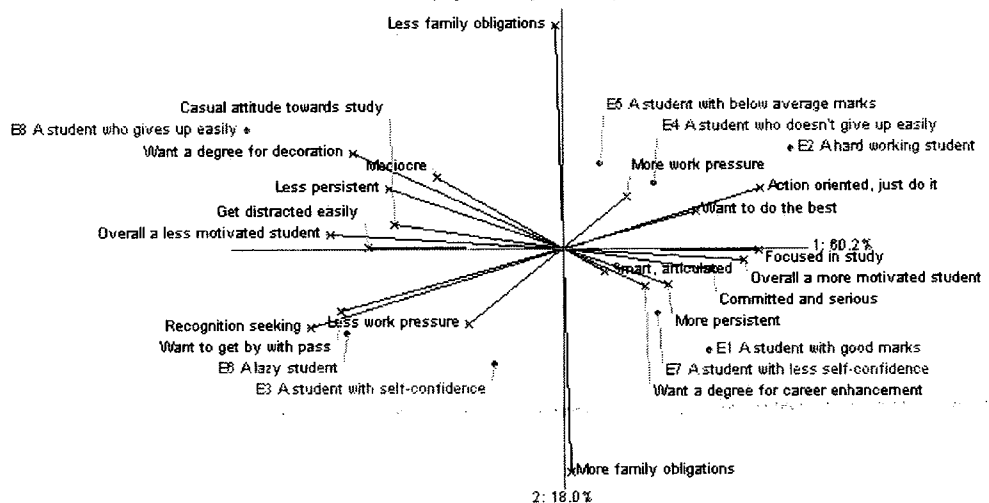 Less family obligations
Casual attitude towards study
E5 A student with below average marks
E8 A student who gives up easily
E4 A student who doesn't give up easily
Want a degree for decoration
E2 A hard working student
Mediocre
More work pressure
Less persistent
Action oriented, just do it
Get distracted easily
Want to do the best
Overall a less motivated student
1: 60.2%
Focused in study
Smart, articulated
Overall a more motivated student
Committed and serious
Recognition seeking
Less work pressure
More persistent
Want to get by with pass
E1 A student with good marks
E6 A lazy student
E7 A student with less self-confidence
E3 A student with self-confidence
Want a degree for career enhancement
More family obligations
2: 18.0%